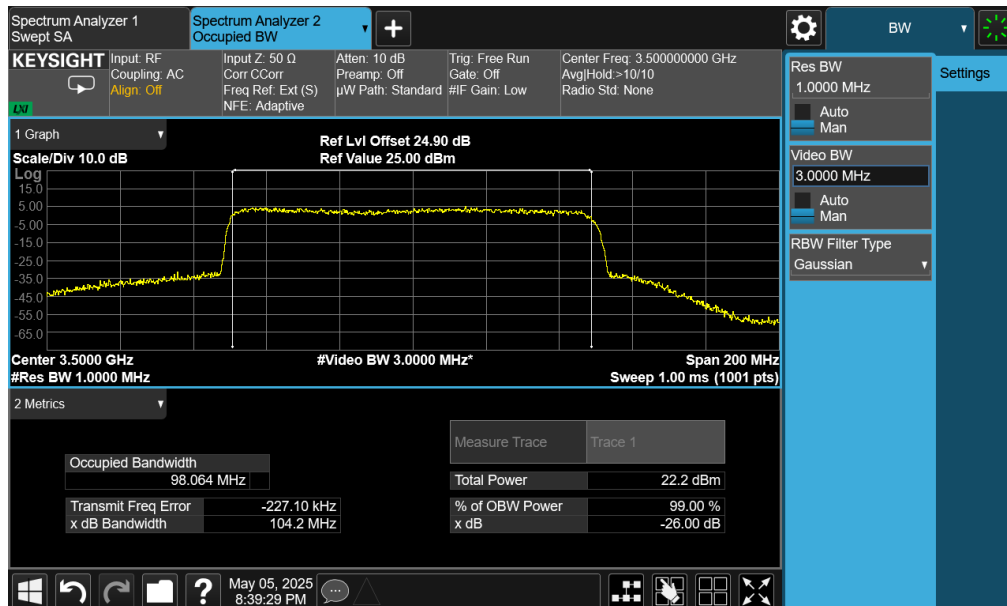 Spectrum Analyzer 1
Swept SA
Spectrum Analyzer 2
Occupied BW
BW
KEYSIGHT
LXI
Input: RF
Coupling: AC
Align: Off
Input Z: 50 Ω
Corr CCorr
Freq Ref: Ext (S)
NFE: Adaptive
Atten: 10 dB
Preamp: Off
µW Path: Standard
Trig: Free Run
Gate: Off
#IF Gain: Low
Center Freq: 3.500000000 GHz
Avg|Hold:>10/10
Radio Std: None
Res BW
1.0000 MHz
Auto
Man
Video BW
3.0000 MHz
Auto
Man
RBW Filter Type
Gaussian
Settings
1 Graph
Scale/Div 10.0 dB
Ref Lvl Offset 24.90 dB
Ref Value 25.00 dBm
Log
15.0
5.00
-5.00
-15.0
-25.0
-35.0
-45.0
-55.0
-65.0
Center 3.5000 GHz
#Video BW 3.0000 MHz*
Span 200 MHz
#Res BW 1.0000 MHz
Sweep 1.00 ms (1001 pts)
2 Metrics
Measure Trace Trace 1
Occupied Bandwidth
98.064 MHz
Total Power 22.2 dBm
Transmit Freq Error -227.10 kHz
% of OBW Power 99.00 %
x dB Bandwidth 104.2 MHz
x dB -26.00 dB
?
May 05, 2025
8:39:29 PM